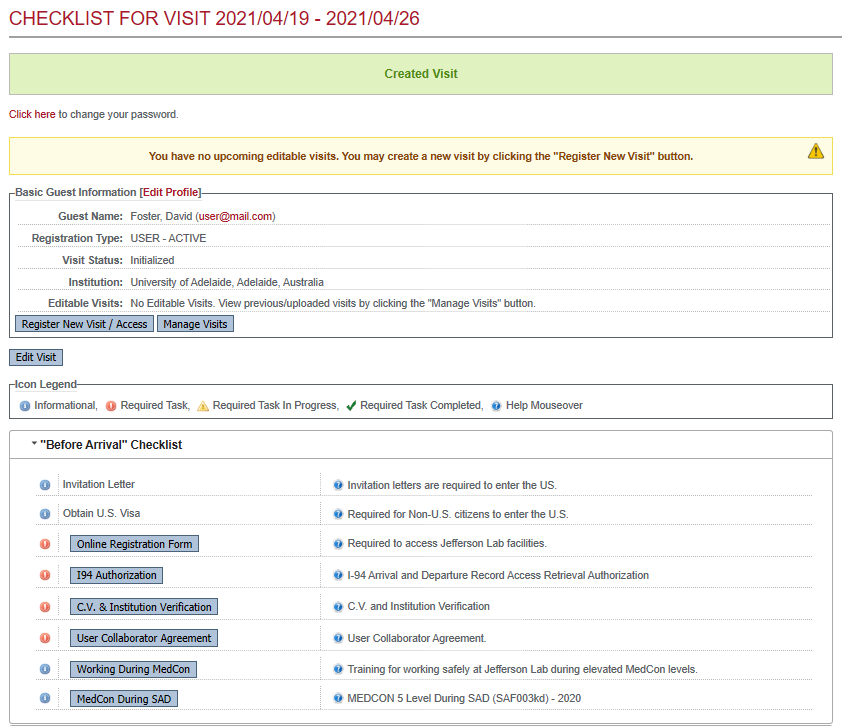 CHECKLIST FOR VISIT 2021/04/19 - 2021/04/26
Created Visit
Click here to change your password.
You have no upcoming editable visits. You may create a new visit by clicking the "Register New Visit" button.
Basic Guest Information [Edit Profile]
Guest Name: Foster, David (user@mail.com)
Registration Type: USER - ACTIVE
Visit Status: Initialized
Institution: University of Adelaide, Adelaide, Australia
Editable Visits: No Editable Visits. View previous/uploaded visits by clicking the "Manage Visits" button.
Register New Visit / Access Manage Visits
Edit Visit
Icon Legend
Informational, Required Task, Required Task In Progress, Required Task Completed, Help Mouseover
"Before Arrival" Checklist
Invitation Letter Invitation letters are required to enter the US.
Obtain U.S. Visa Required for Non-U.S. citizens to enter the U.S.
Online Registration Form Required to access Jefferson Lab facilities.
I94 Authorization I-94 Arrival and Departure Record Access Retrieval Authorization
C.V. & Institution Verification C.V. and Institution Verification
User Collaborator Agreement User Collaborator Agreement.
Working During MedCon Training for working safely at Jefferson Lab during elevated MedCon levels.
MedCon During SAD MEDCON 5 Level During SAD (SAF003kd) - 2020